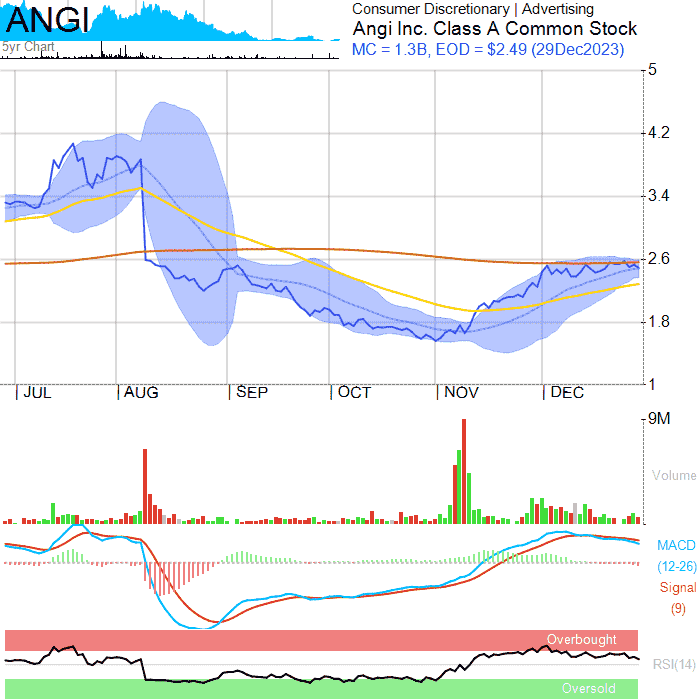 ANGI
5yr Chart
Consumer Discretionary | Advertising
Angi Inc. Class A Common Stock
MC = 1.3B, EOD = $2.49 (29Dec2023)
5
4.2
3.4
2.6
1.8
1
| JUL | AUG | SEP | OCT | NOV | DEC
9M
Volume
MACD
(12-26)
Signal
(9)
Overbought
RSI(14)
Oversold